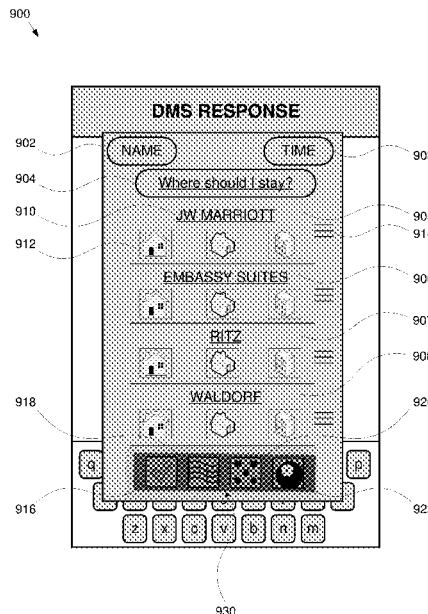 900
DMS RESPONSE
902
NAME
TIME
904
Where should I stay?
910
JW MARRIOTT
912
EMBASSY SUITES
RITZ
WALDORF
918
q
p
916
z x c v b n m
930